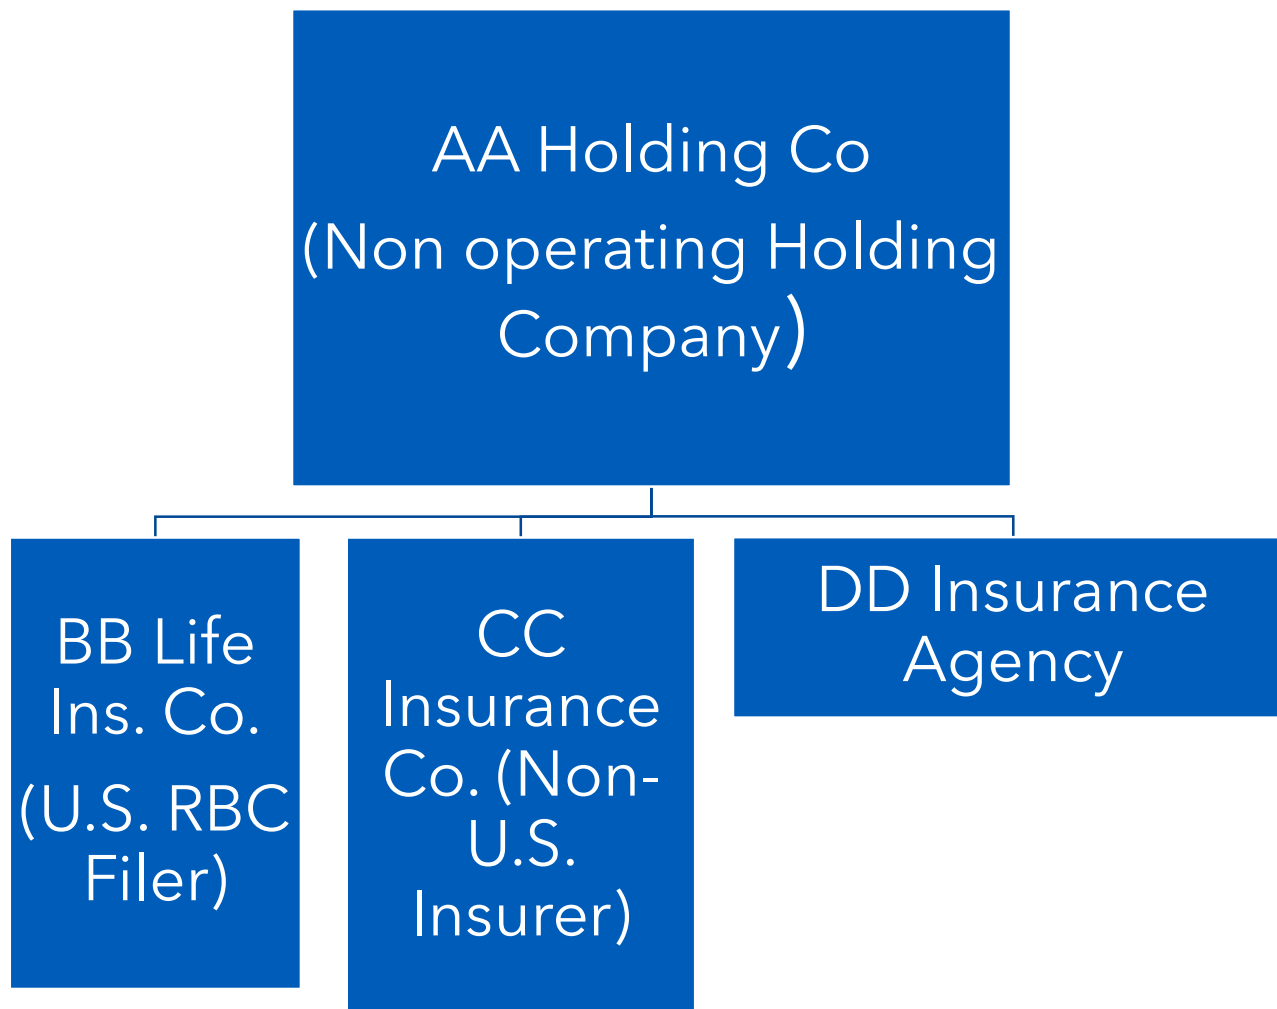 AA Holding Co
(Non operating Holding
Company)
BB Life
Ins. Co.
(U.S. RBC
Filer)
CC
Insurance
Co. (Non-
U.S.
Insurer)
DD Insurance
Agency